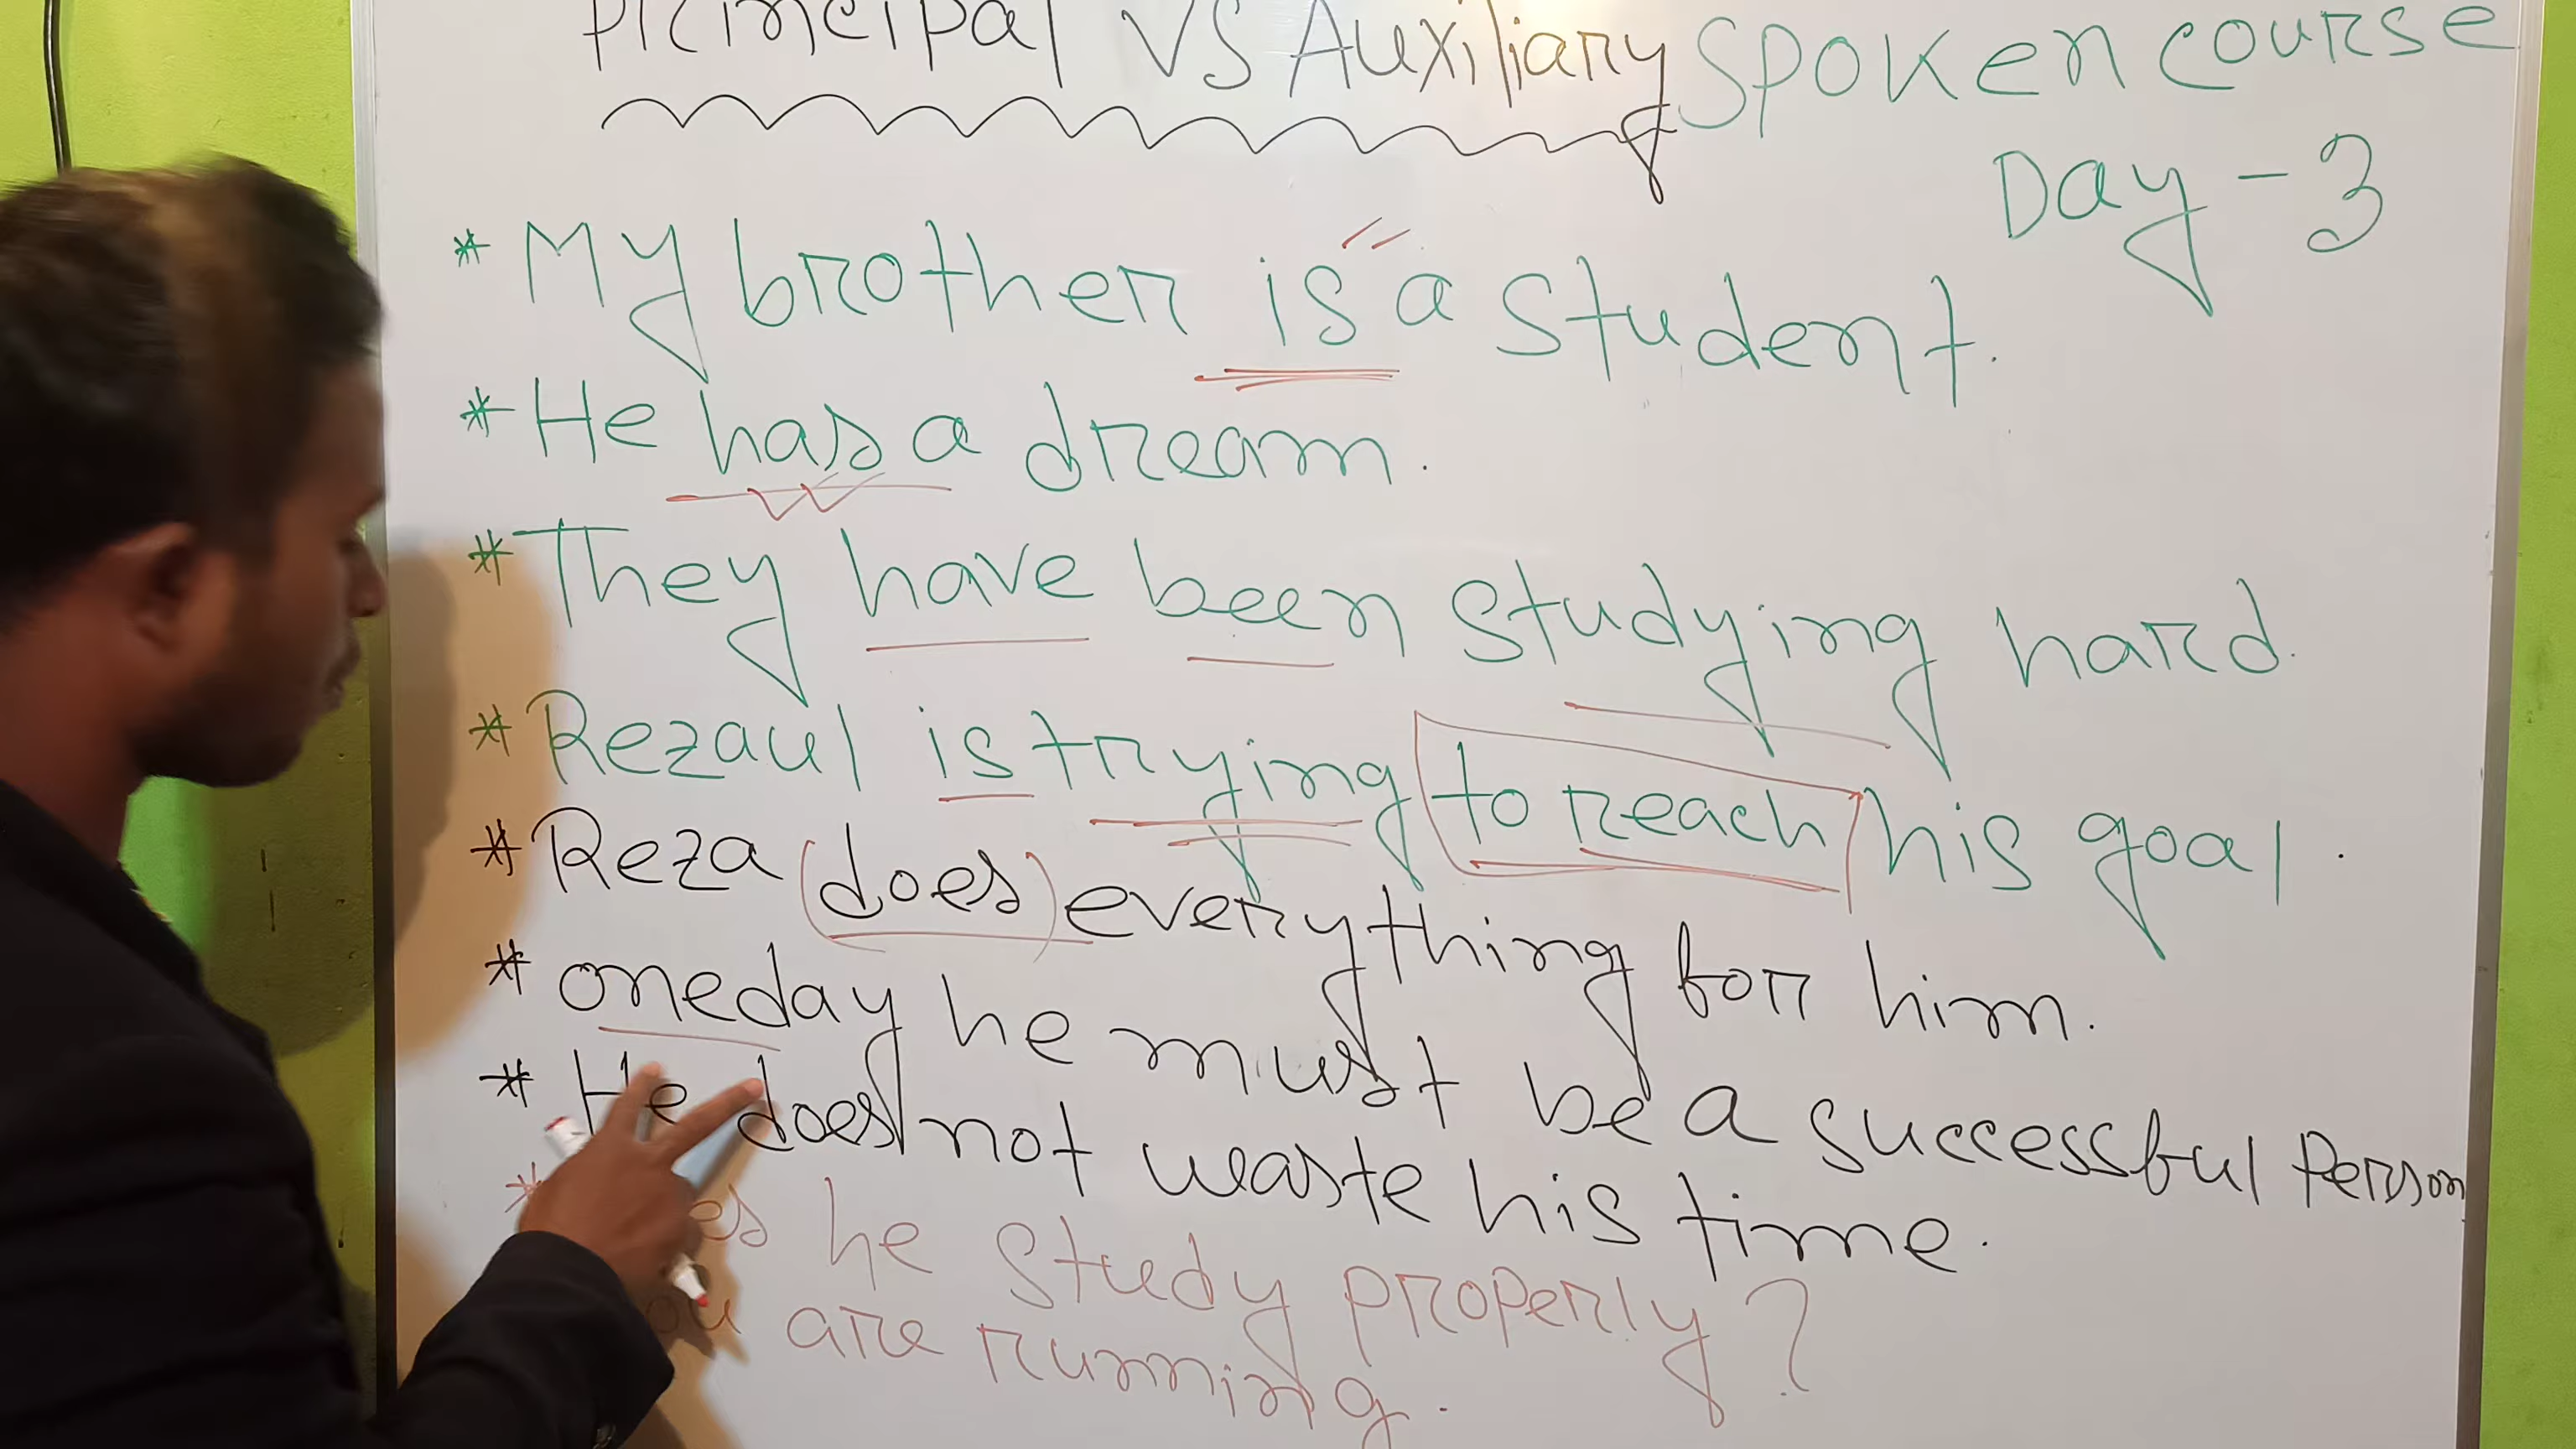 Principal VS Auxiliary Spoken course
Day - 3
* My brother is a student.
* He has a dream.
* They have been studying hard.
* Rezaul is trying to reach his goal.
* Reza (does) everything for him.
* oneday he must be a successful Person
* He does not waste his time.
* he study properly?
are running.